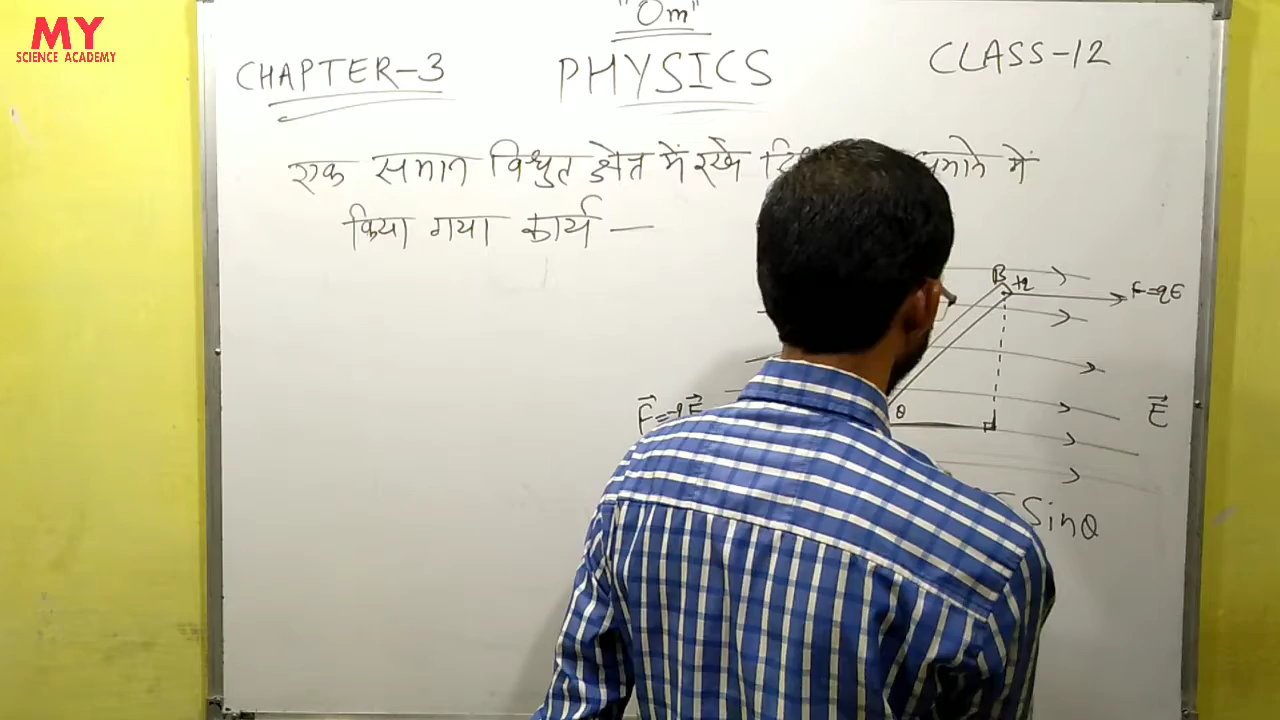 MY
SCIENCE ACADEMY
"Om"
CHAPTER-3 PHYSICS CLASS-12
एक समान विधुत क्षेत्र में रखे में
किया गया कार्य —
B +q F=qE
F⃗=-qE⃗ θ E⃗
Sinθ